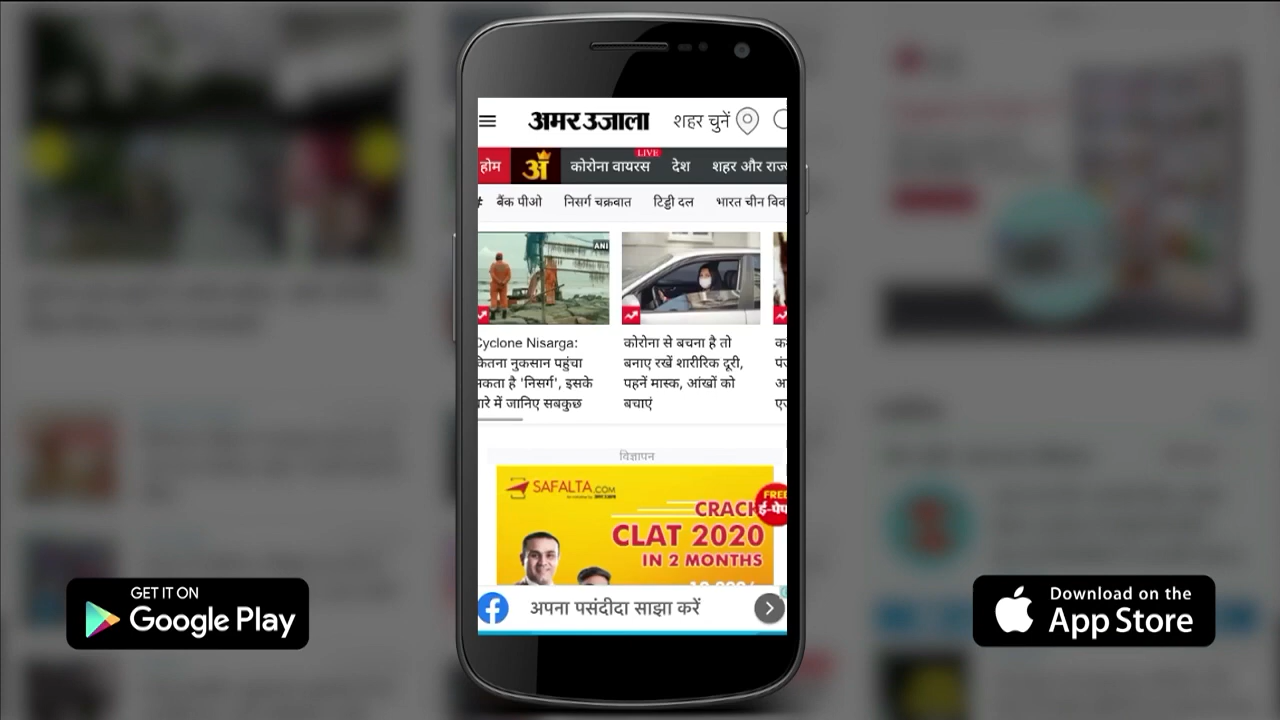 अमर उजाला
शहर चुनें
होम
अं
कोरोना वायरस
LIVE
देश
शहर और राज्
# बैंक पीओ
निसर्ग चक्रवात
टिड्डी दल
भारत चीन विवा
ANI
Cyclone Nisarga:
कितना नुकसान पहुंचा
सकता है 'निसर्ग', इसके
बारे में जानिए सबकुछ
कोरोना से बचना है तो
बनाए रखें शारीरिक दूरी,
पहनें मास्क, आंखों को
बचाएं
विज्ञापन
SAFALTA.COM
CRACK
CLAT 2020
IN 2 MONTHS
FREE
ई-पेप
अपना पसंदीदा साझा करें
GET IT ON
Google Play
Download on the
App Store